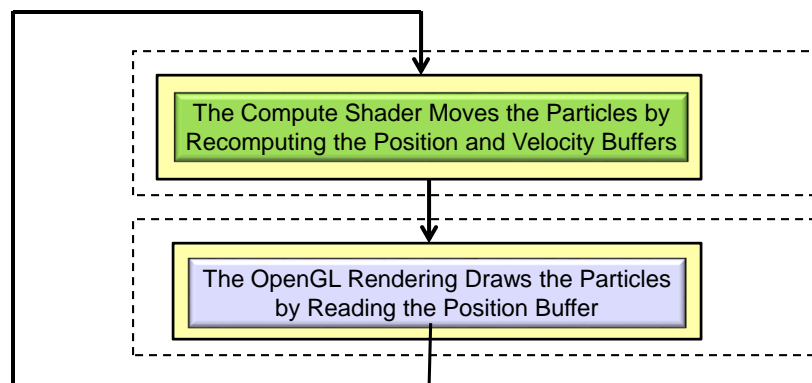 The Compute Shader Moves the Particles by
Recomputing the Position and Velocity Buffers
The OpenGL Rendering Draws the Particles
by Reading the Position Buffer